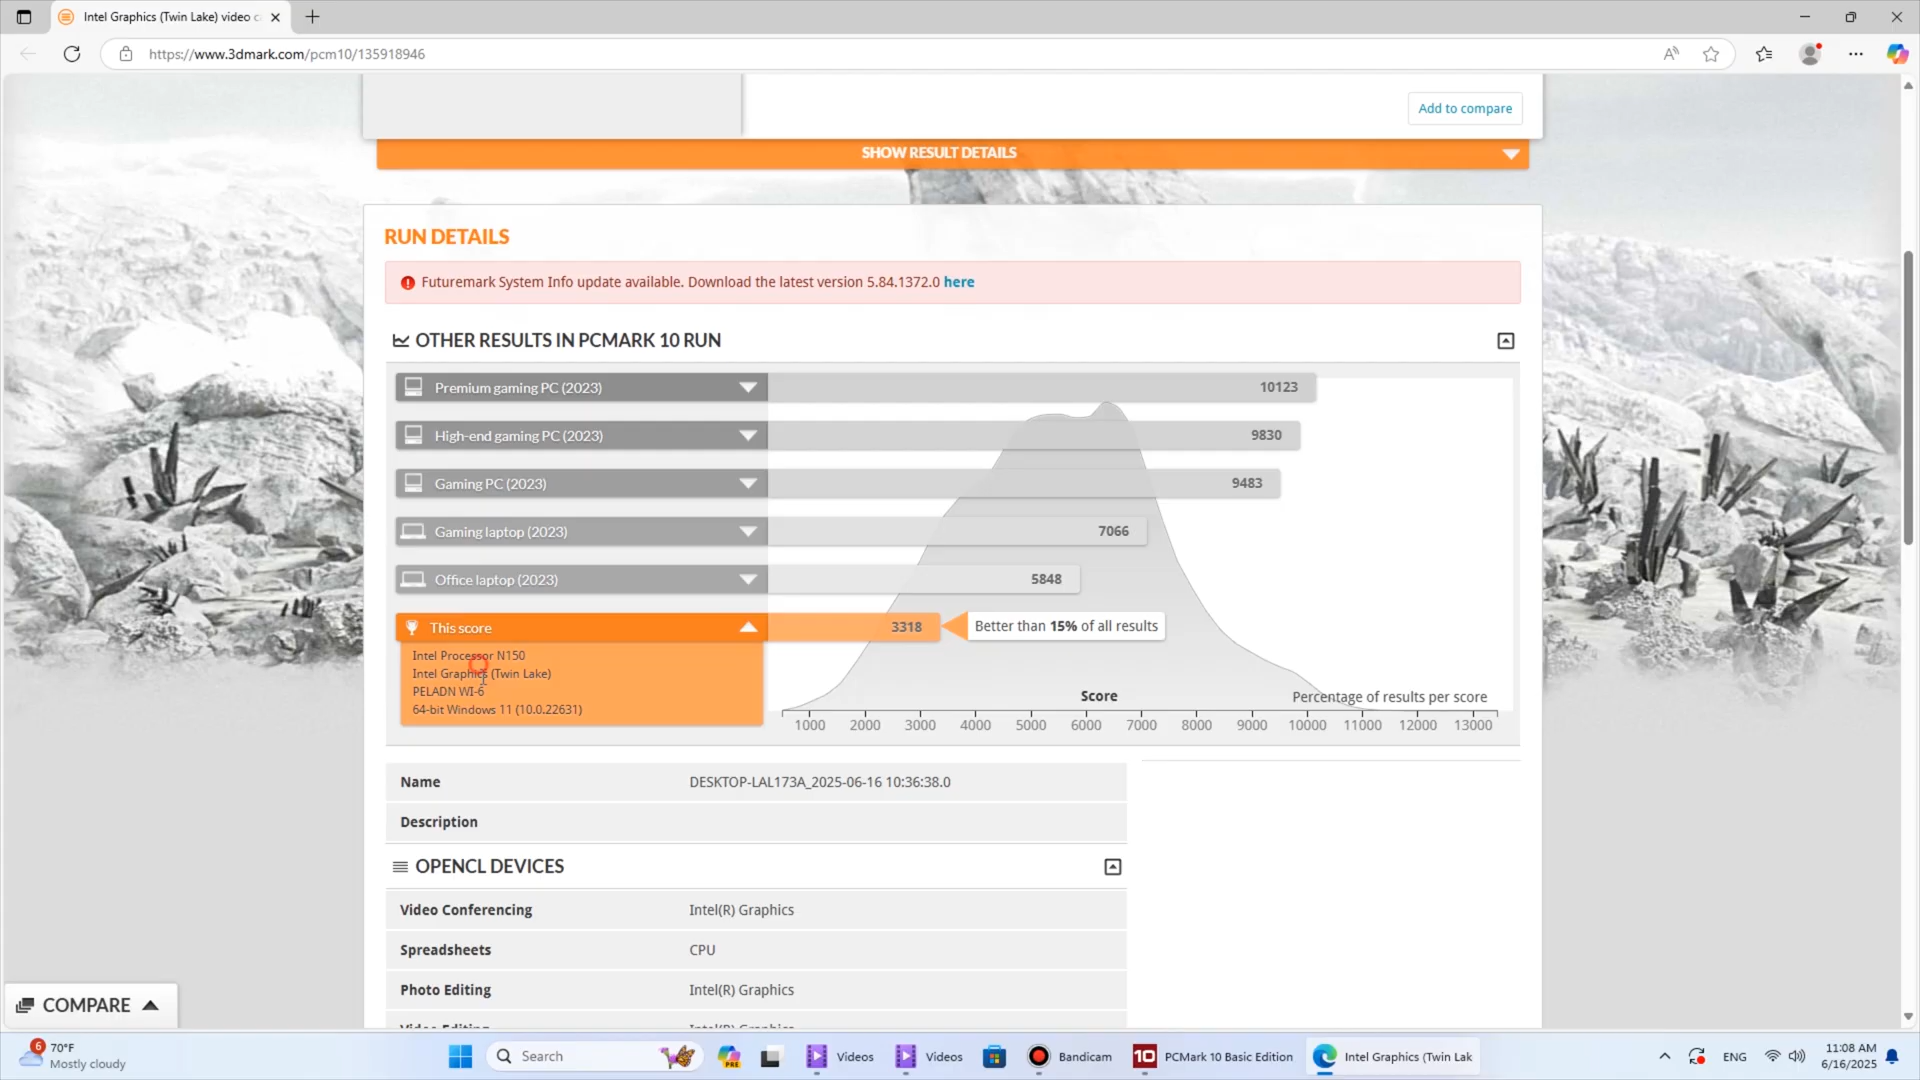 Intel Graphics (Twin Lake) video c
https://www.3dmark.com/pcm10/135918946
Add to compare
SHOW RESULT DETAILS
RUN DETAILS
Futuremark System Info update available. Download the latest version 5.84.1372.0 here
OTHER RESULTS IN PCMARK 10 RUN
Premium gaming PC (2023) 10123
High-end gaming PC (2023) 9830
Gaming PC (2023) 9483
Gaming laptop (2023) 7066
Office laptop (2023) 5848
This score 3318 Better than 15% of all results
Intel Processor N150
Intel Graphics (Twin Lake)
PELADN WI-6
64-bit Windows 11 (10.0.22631)
Score Percentage of results per score
1000 2000 3000 4000 5000 6000 7000 8000 9000 10000 11000 12000 13000
Name DESKTOP-LAL173A_2025-06-16 10:36:38.0
Description
OPENCL DEVICES
Video Conferencing Intel(R) Graphics
Spreadsheets CPU
Photo Editing Intel(R) Graphics
Video Editing Intel(R) Graphics
COMPARE
6 70°F
Mostly cloudy
Search
PRE
Videos
Videos
Bandicam
10 PCMark 10 Basic Edition
Intel Graphics (Twin Lak
ENG
11:08 AM
6/16/2025